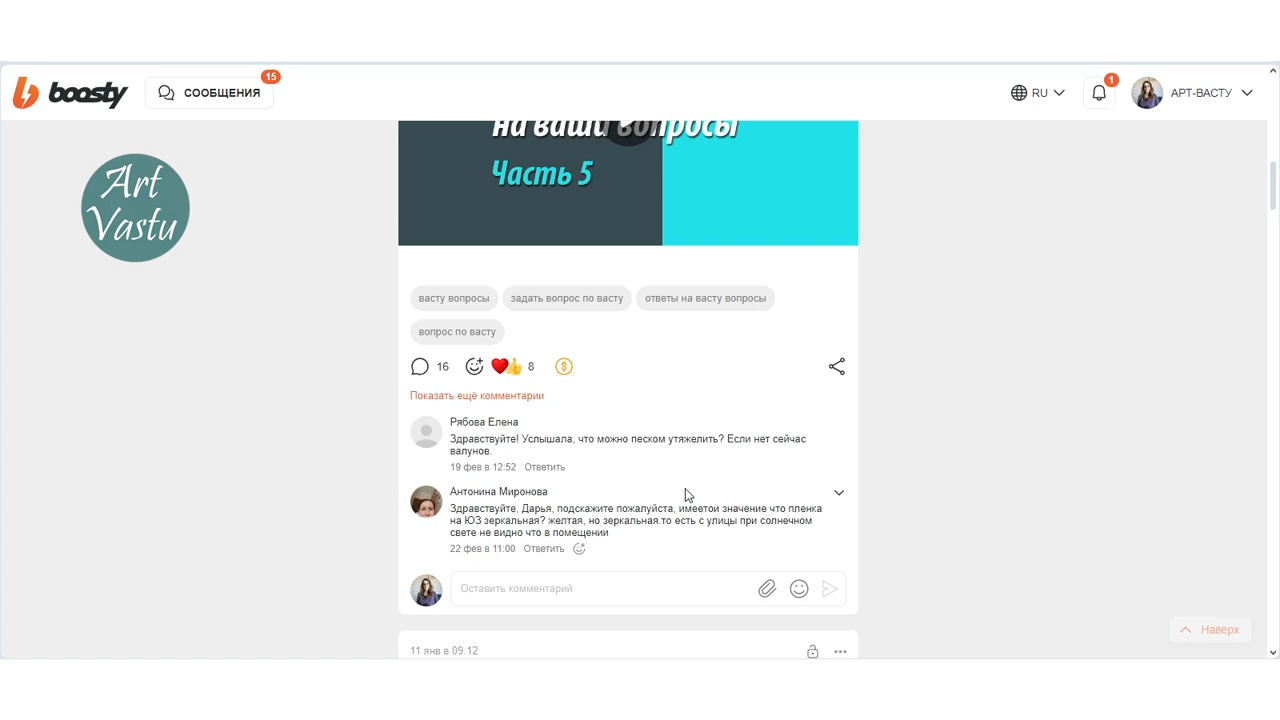 boosty
СООБЩЕНИЯ
15
RU
1
АРТ-ВАСТУ
Art
Vastu
на ваши вопросы
Часть 5
васту вопросы
задать вопрос по васту
ответы на васту вопросы
вопрос по васту
16
8
Показать ещё комментарии
Рябова Елена
Здравствуйте! Услышала, что можно песком утяжелить? Если нет сейчас
валунов.
19 фев в 12:52 Ответить
Антонина Миронова
Здравствуйте, Дарья, подскажите пожалуйста, имеетои значение что пленка
на ЮЗ зеркальная? желтая, но зеркальная.то есть с улицы при солнечном
свете не видно что в помещении
22 фев в 11:00 Ответить
Оставить комментарий
Наверх
11 янв в 09:12